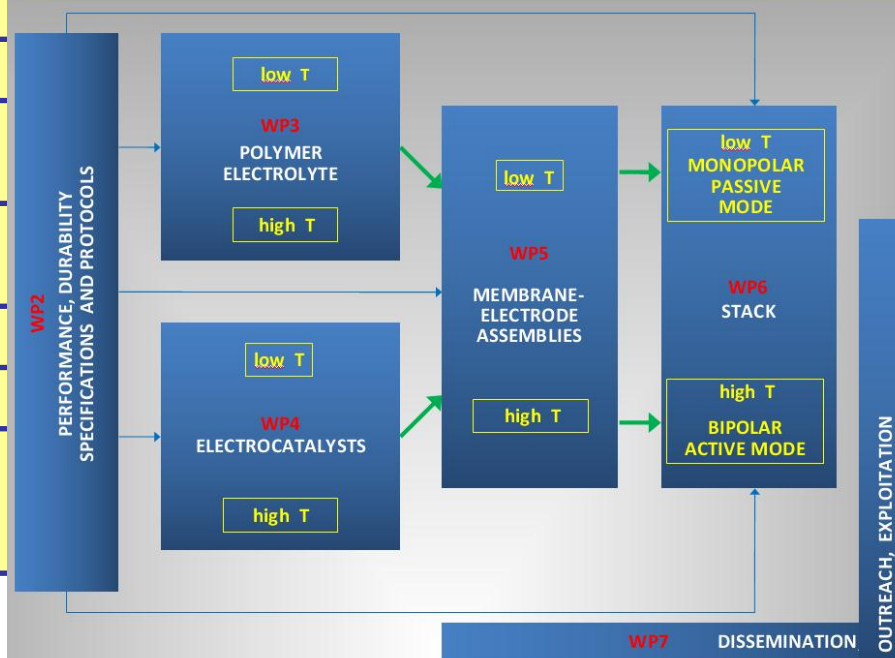 WP2
PERFORMANCE, DURABILITY
SPECIFICATIONS AND PROTOCOLS
low T
WP3
POLYMER
ELECTROLYTE
high T
low T
WP4
ELECTROCATALYSTS
high T
low T
WP5
MEMBRANE-
ELECTRODE
ASSEMBLIES
high T
low T
MONOPOLAR
PASSIVE
MODE
WP6
STACK
high T
BIPOLAR
ACTIVE MODE
WP7 DISSEMINATION,
OUTREACH, EXPLOITATION